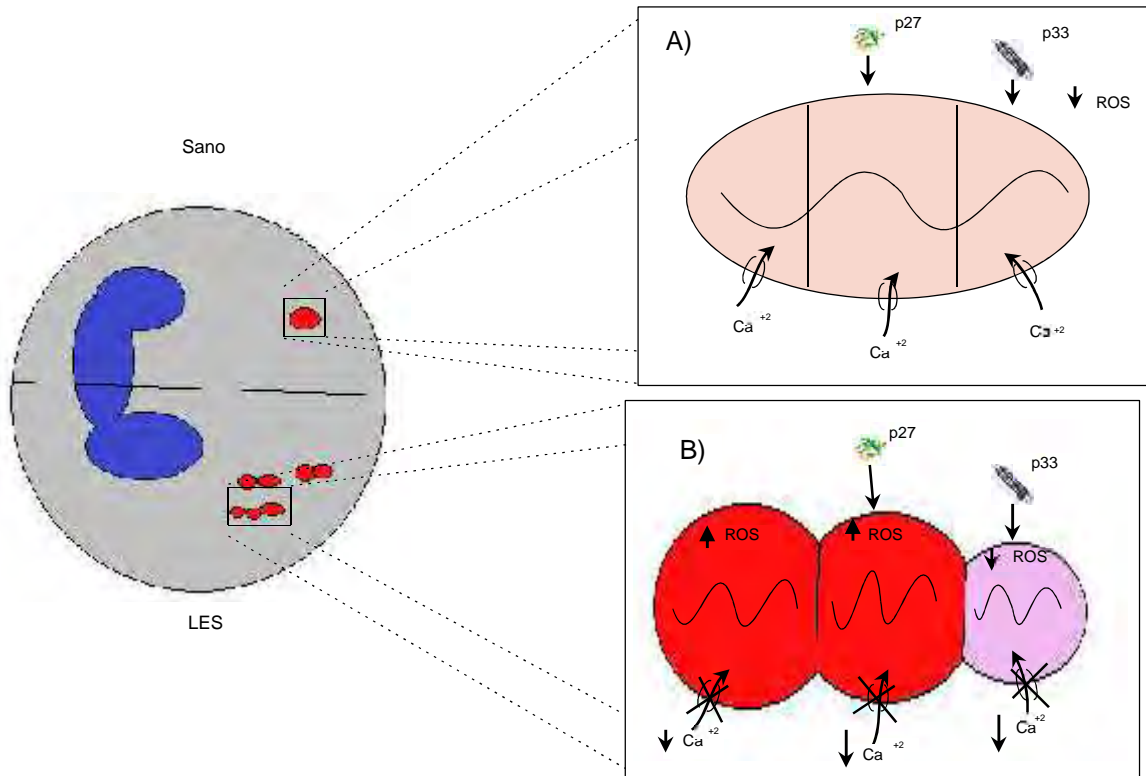 Sano
LES
A)
p27
p33
ROS
Ca +2
Ca +2
Ca +2
B)
p27
p33
ROS
ROS
ROS
Ca +2
Ca +2
Ca +2